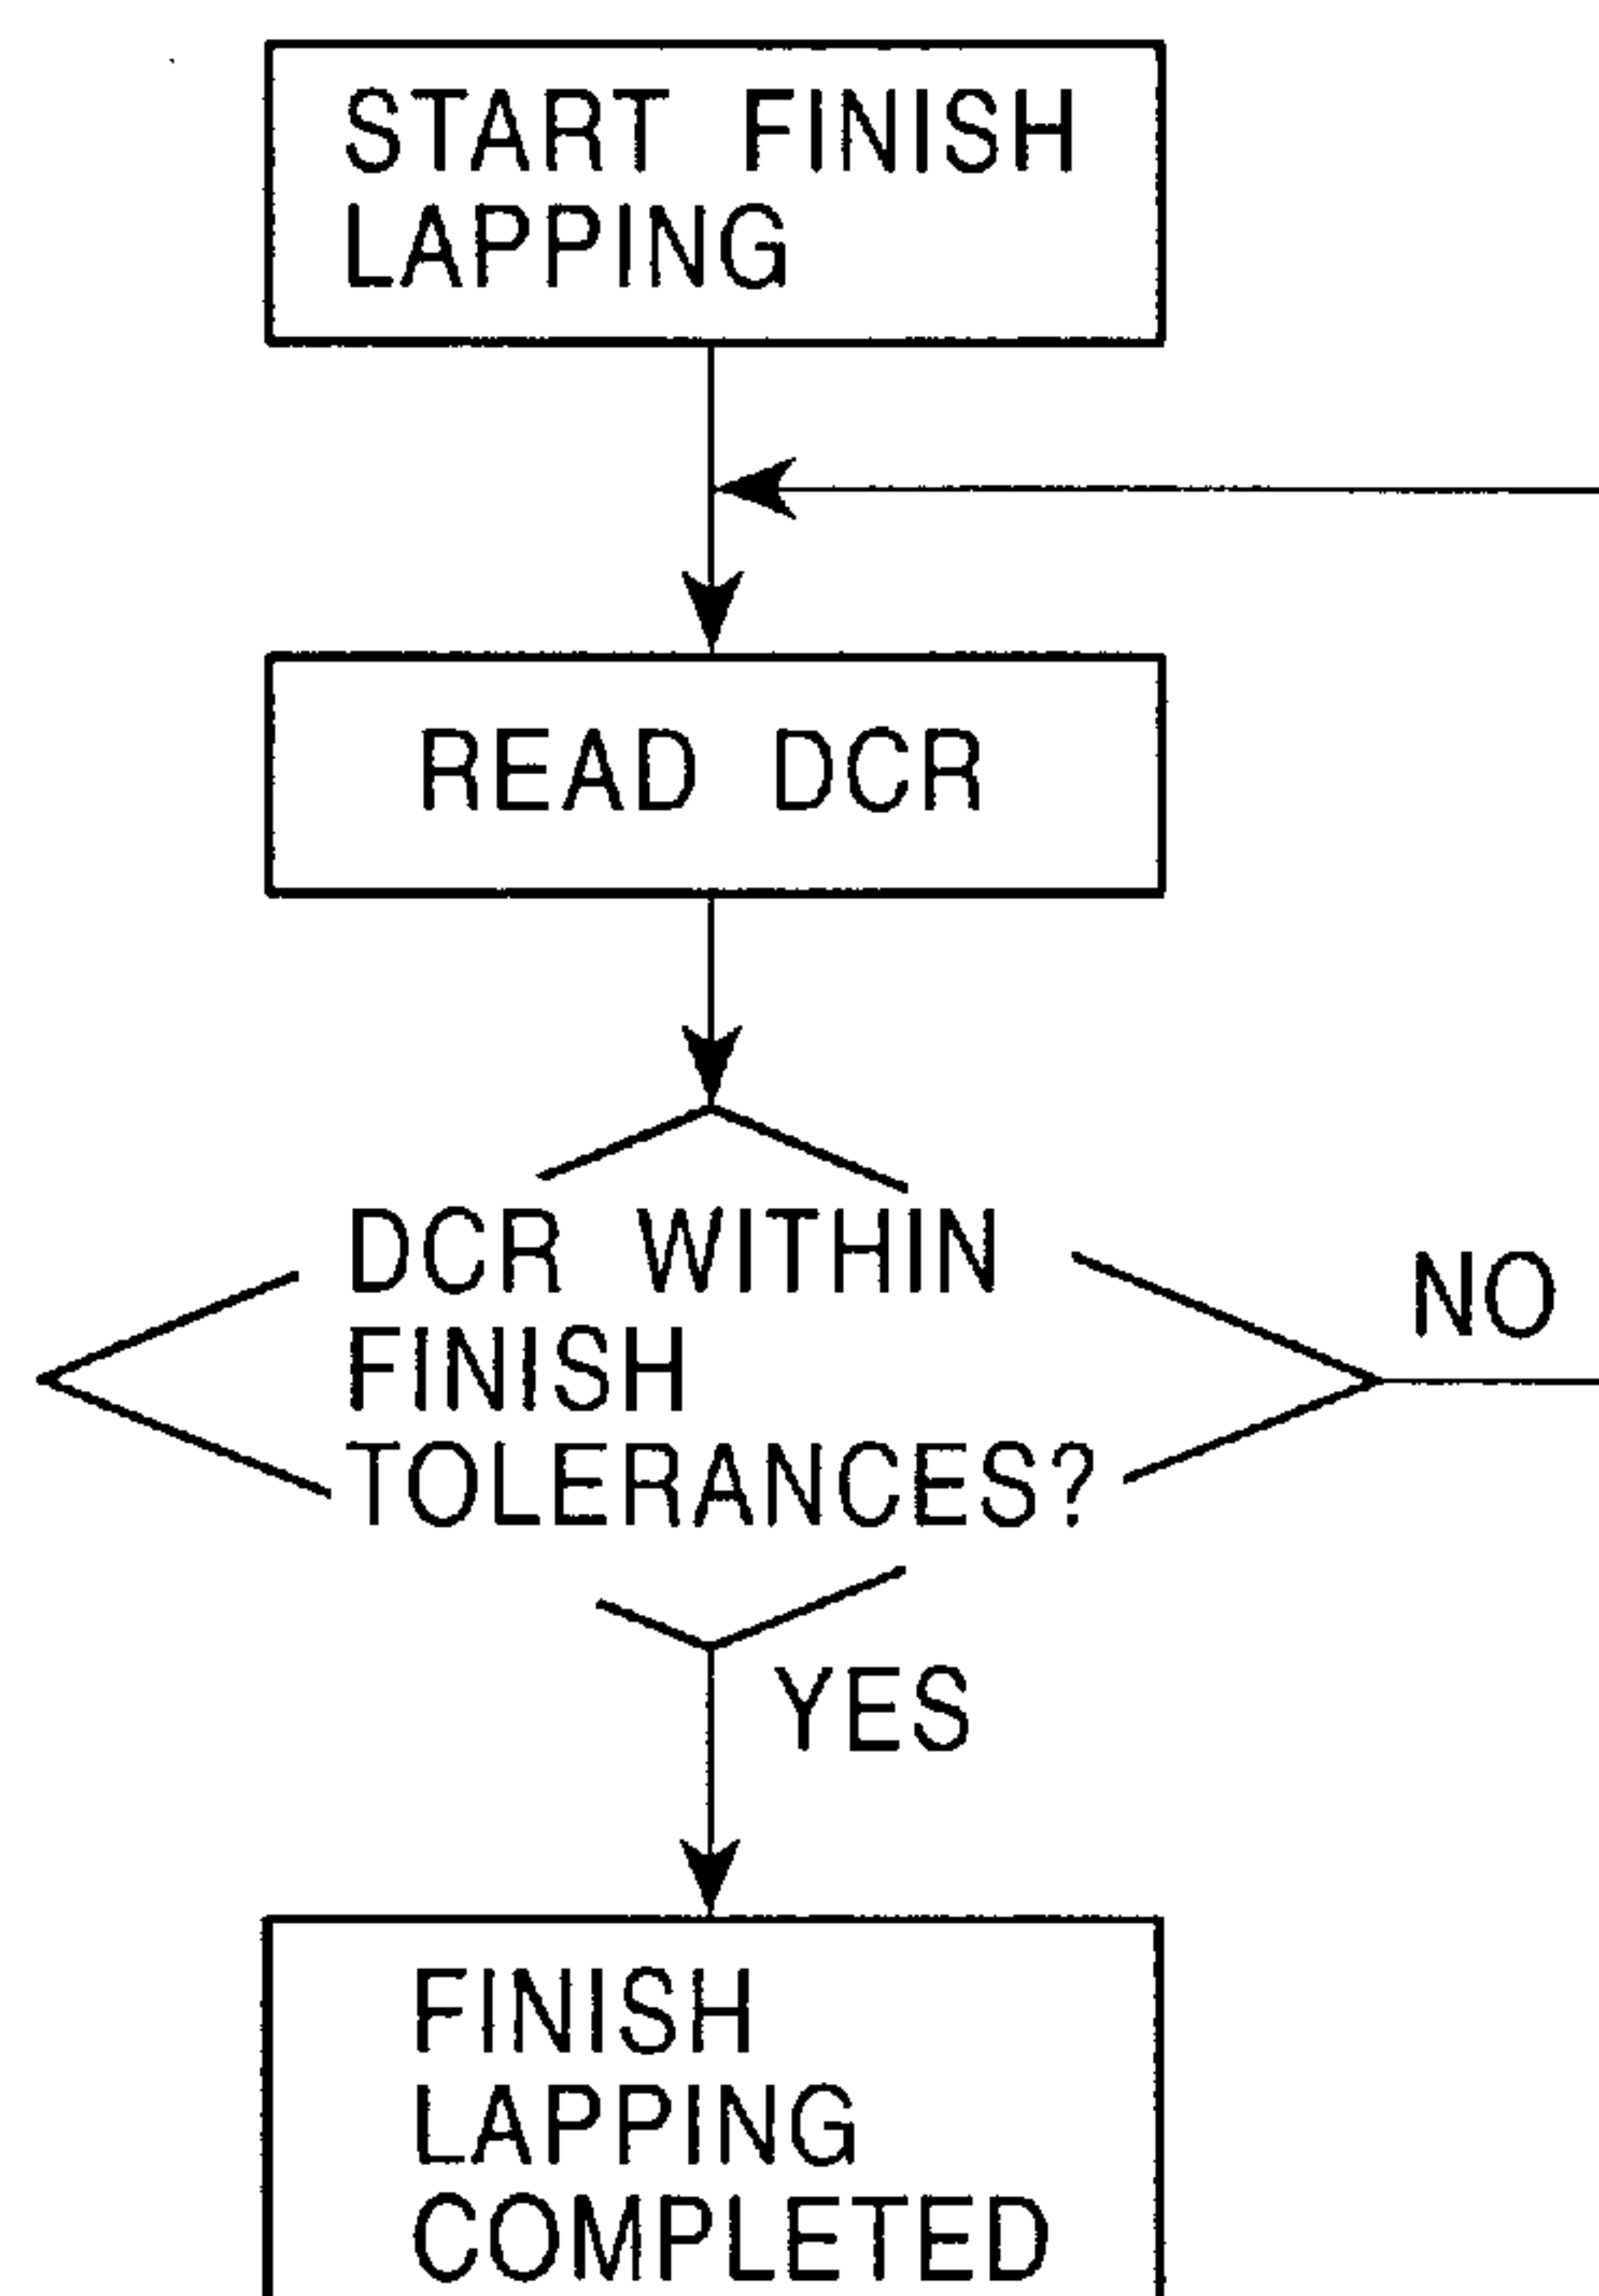 START FINISH
LAPPING
READ DCR
DCR WITHIN
FINISH
TOLERANCES?
NO
YES
FINISH
LAPPING
COMPLETED